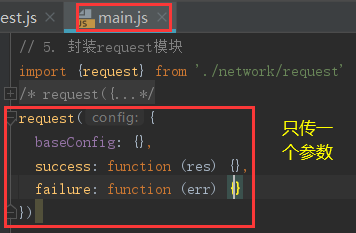 est.js × main.js ×
// 5. 封装request模块
import {request} from './network/request'
/* request({...*/
request( config: {
baseConfig: {},
success: function (res) {},
failure: function (err) {}
})
只传一
个参数